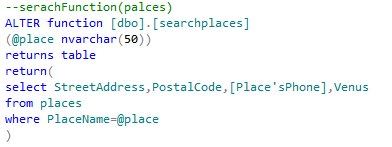 --serachFunction(palces)
ALTER function [dbo].[searchplaces]
(@place nvarchar(50))
returns table
return(
select StreetAddress,PostalCode,[Place'sPhone],Venus
from places
where PlaceName=@place
)